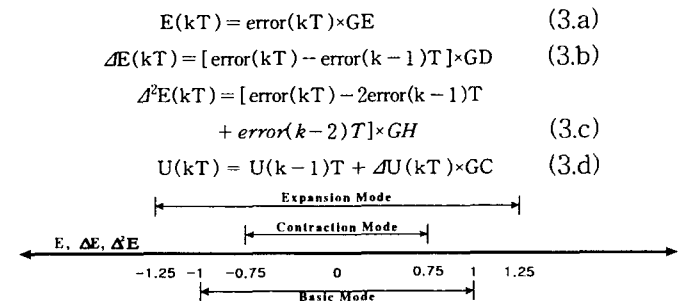 E(kT) = error(kT)×GE (3.a)
ΔE(kT) = [error(kT) − error(k − 1)T]×GD (3.b)
Δ²E(kT) = [error(kT) − 2error(k − 1)T
+ error(k − 2)T]×GH (3.c)
U(kT) = U(k − 1)T + ΔU(kT)×GC (3.d)
Expansion Mode
Contraction Mode
E, ΔE, Δ²E
-1.25 -1 -0.75 0 0.75 1 1.25
Basic Mode